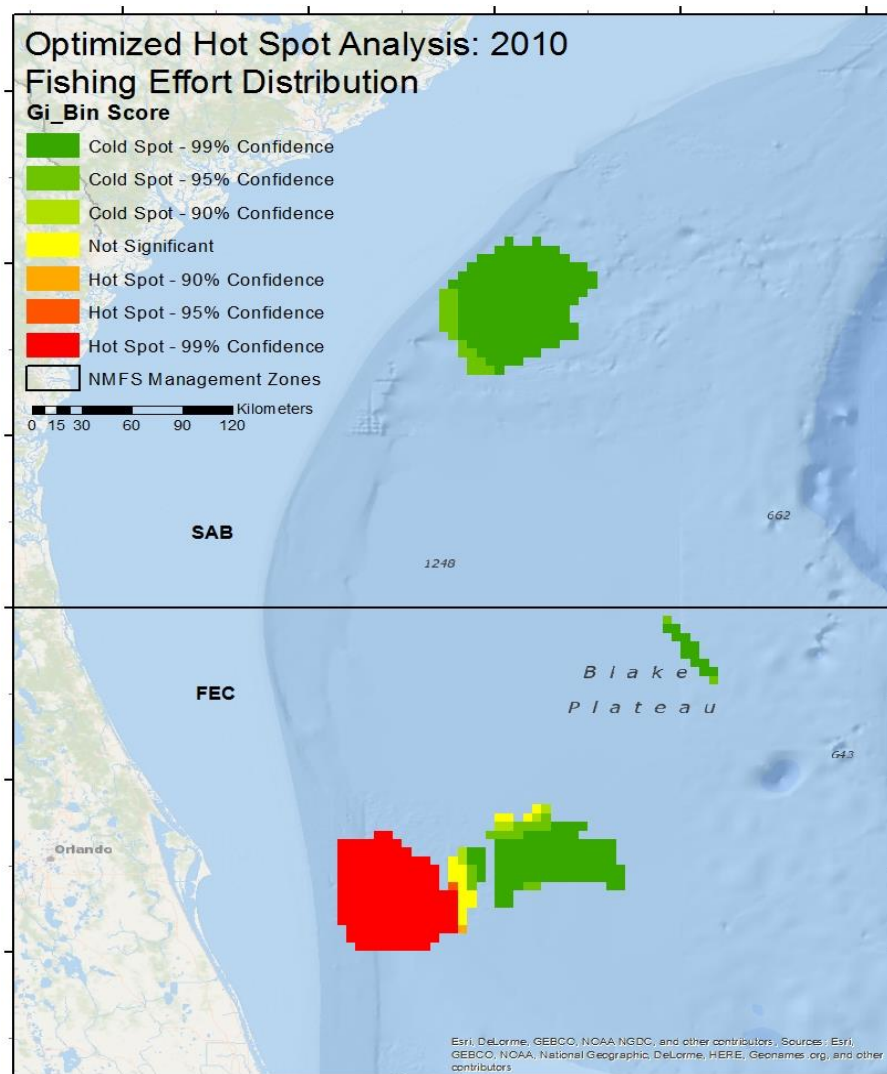 Optimized Hot Spot Analysis: 2010
Fishing Effort Distribution
Gi_Bin Score
Cold Spot - 99% Confidence
Cold Spot - 95% Confidence
Cold Spot - 90% Confidence
Not Significant
Hot Spot - 90% Confidence
Hot Spot - 95% Confidence
Hot Spot - 99% Confidence
NMFS Management Zones
Kilometers
0 15 30 60 90 120
662
SAB
1248
Blake
FEC
Plateau
643
Orlando
Esri, DeLorme, GEBCO, NOAA NGDC, and other contributors, Sources: Esri,
GEBCO, NOAA, National Geographic, DeLorme, HERE, Geonames.org, and other
contributors